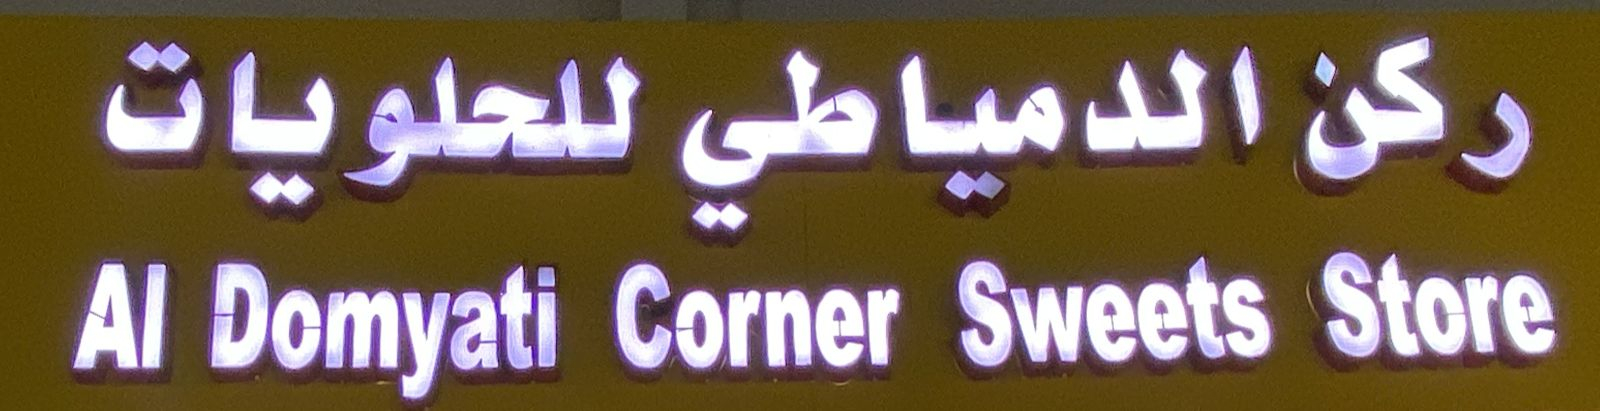 ركن الدمياطي للحلويات
Al Domyati Corner Sweets Store